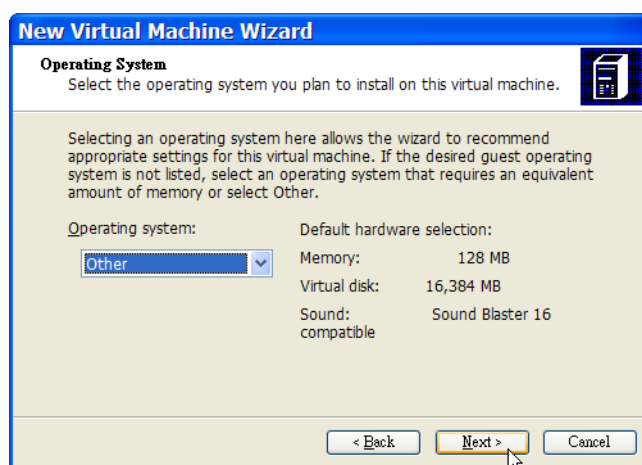 New Virtual Machine Wizard
Operating System
Select the operating system you plan to install on this virtual machine.
Selecting an operating system here allows the wizard to recommend
appropriate settings for this virtual machine. If the desired guest operating
system is not listed, select an operating system that requires an equivalent
amount of memory or select Other.
Operating system:
Other
Default hardware selection:
Memory: 128 MB
Virtual disk: 16,384 MB
Sound: Sound Blaster 16
compatible
< Back Next > Cancel